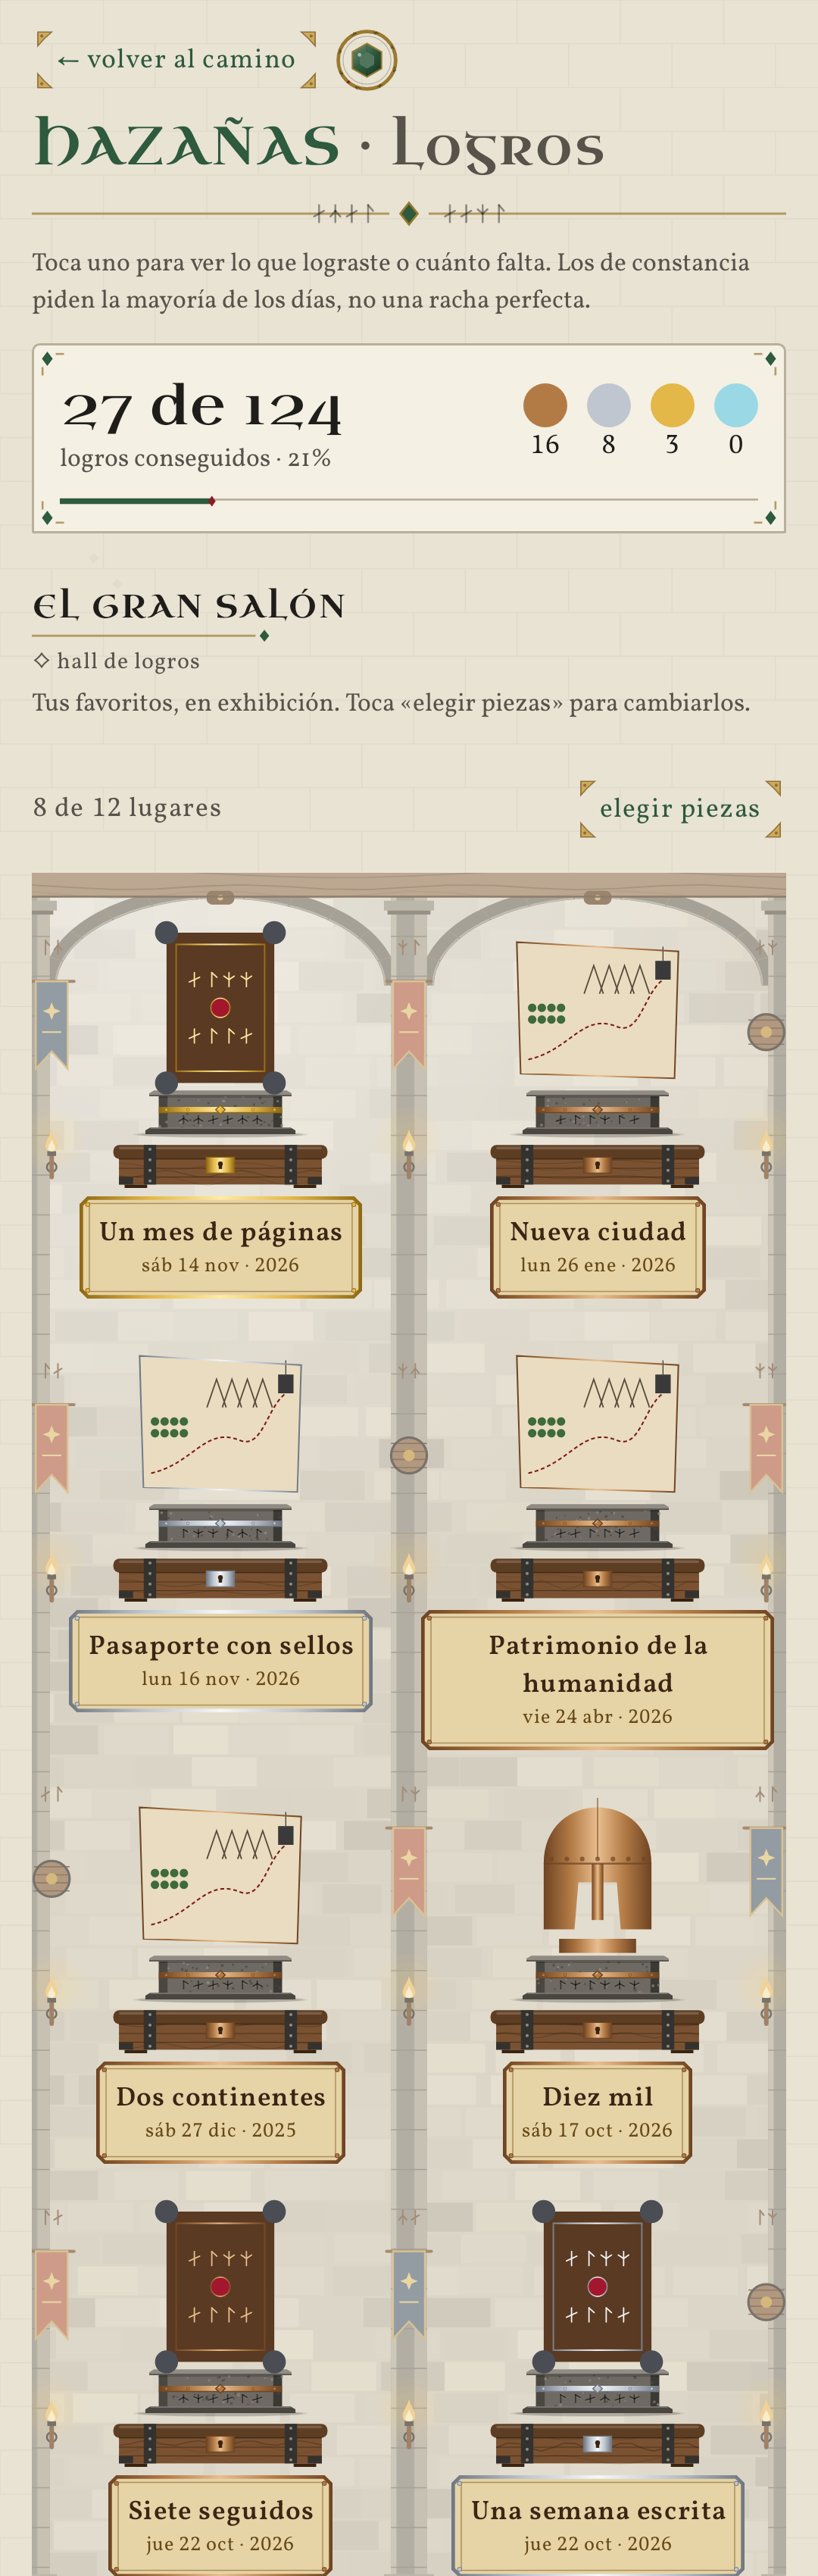 ← volver al camino
HAZAÑAS · Logros
Toca uno para ver lo que lograste o cuánto falta. Los de constancia
piden la mayoría de los días, no una racha perfecta.
27 de 124
logros conseguidos · 21%
16 8 3 0
EL GRAN SALÓN
◇ hall de logros
Tus favoritos, en exhibición. Toca «elegir piezas» para cambiarlos.
8 de 12 lugares
elegir piezas
Un mes de páginas
sáb 14 nov · 2026
Nueva ciudad
lun 26 ene · 2026
Pasaporte con sellos
lun 16 nov · 2026
Patrimonio de la
humanidad
vie 24 abr · 2026
Dos continentes
sáb 27 dic · 2025
Diez mil
sáb 17 oct · 2026
Siete seguidos
jue 22 oct · 2026
Una semana escrita
jue 22 oct · 2026